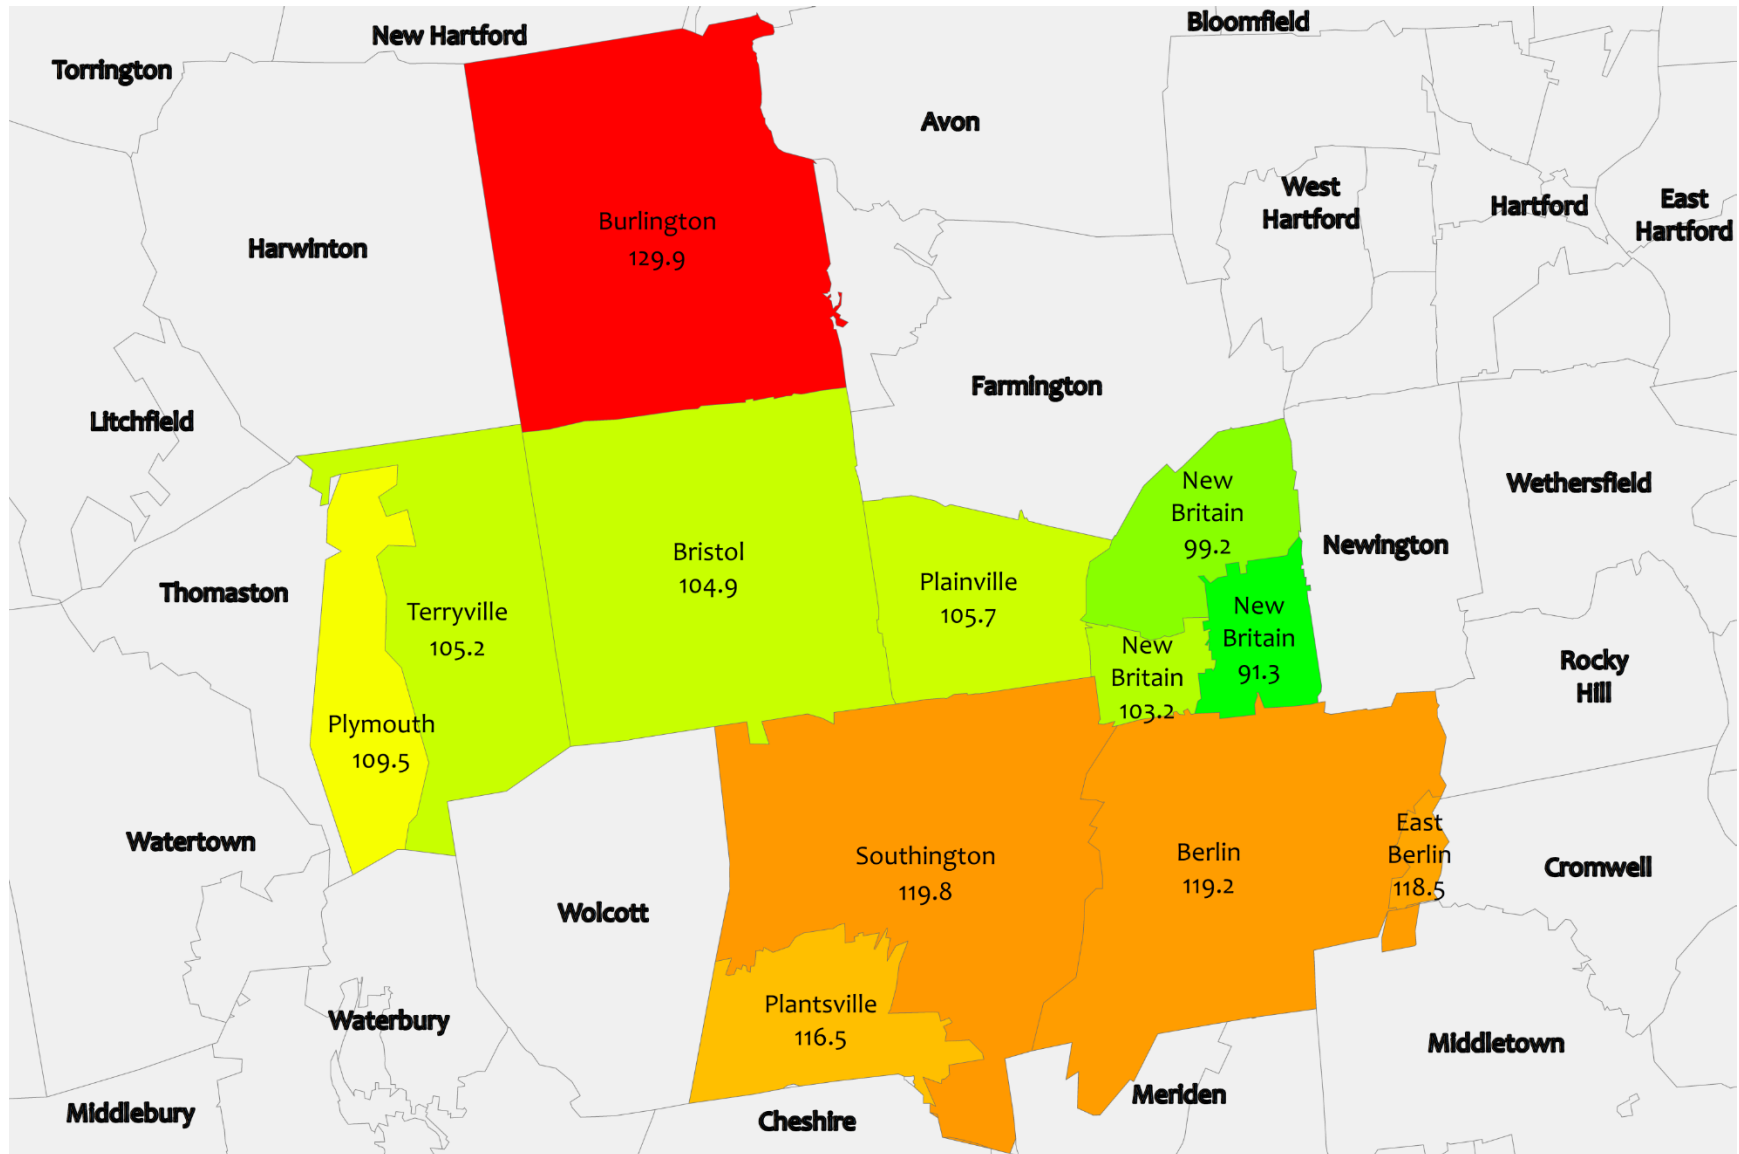 New Hartford
Bloomfield
Torrington
Avon
West
Hartford
Hartford
East
Hartford
Burlington
129.9
Harwinton
Farmington
Litchfield
New
Britain
99.2
Wethersfield
Newington
Bristol
104.9
Plainville
105.7
Thomaston
Terryville
105.2
New
Britain
91.3
New
Britain
103.2
Rocky
Hill
Plymouth
109.5
Watertown
Southington
119.8
Berlin
119.2
East
Berlin
118.5
Cromwell
Wolcott
Plantsville
116.5
Waterbury
Middletown
Middlebury
Meriden
Cheshire